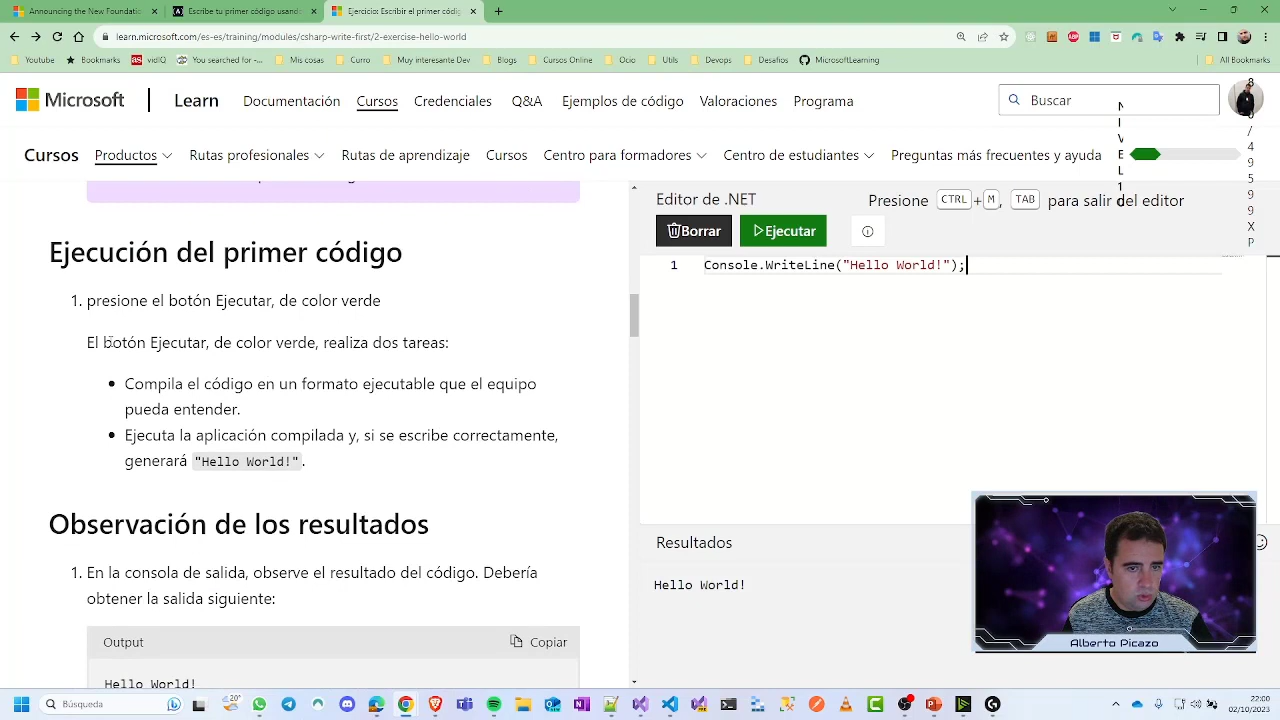 Announcing the New Foundatio
Escribe tu primer código usando
Ejercicio: Escribir el primer códig
learn.microsoft.com/es-es/training/modules/csharp-write-first/2-exercise-hello-world
Youtube
Bookmarks
vidIQ
You searched for -...
Mis cosas
Curro
Muy interesante Dev
Blogs
Cursos Online
Ocio
Utils
Devops
Desafios
MicrosoftLearning
All Bookmarks
Microsoft
Learn
Documentación
Cursos
Credenciales
Q&A
Ejemplos de código
Valoraciones
Programa
Buscar
Cursos
Productos
Rutas profesionales
Rutas de aprendizaje
Cursos
Centro para formadores
Centro de estudiantes
Preguntas más frecuentes y ayuda
Ejecución del primer código
1. presione el botón Ejecutar, de color verde
El botón Ejecutar, de color verde, realiza dos tareas:
Compila el código en un formato ejecutable que el equipo
pueda entender.
Ejecuta la aplicación compilada y, si se escribe correctamente,
generará "Hello World!".
Observación de los resultados
1. En la consola de salida, observe el resultado del código. Debería
obtener la salida siguiente:
Output
Copiar
Hello World!
Editor de .NET
Presione CTRL+M, TAB para salir del editor
Borrar
Ejecutar
1 Console.WriteLine("Hello World!");
Resultados
Hello World!
Alberto Picazo
Búsqueda
20°
22:00
02/10/2023